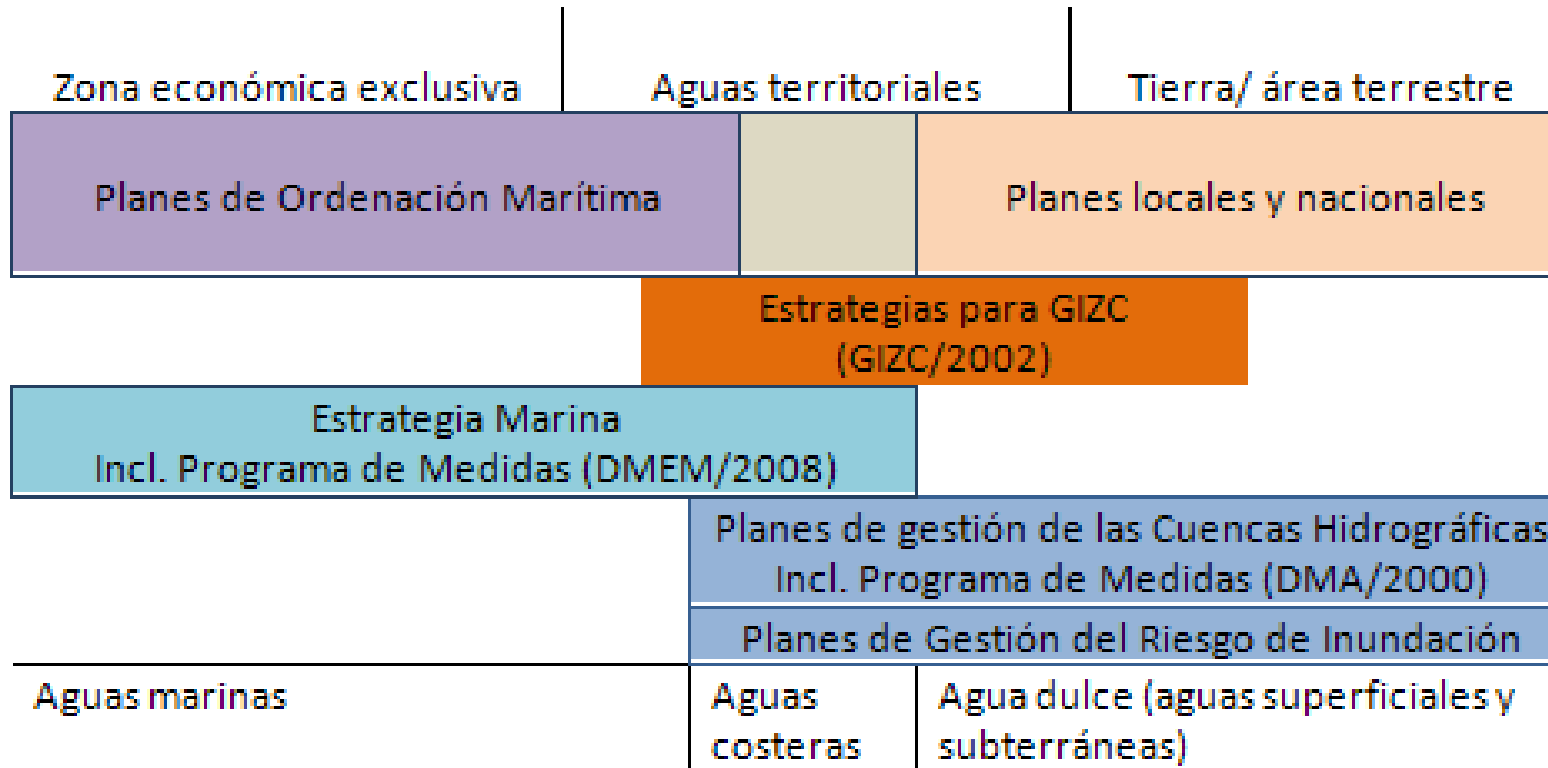 Zona económica exclusiva
Aguas territoriales
Tierra/ área terrestre
Planes de Ordenación Marítima
Planes locales y nacionales
Estrategias para GIZC
(GIZC/2002)
Estrategia Marina
Incl. Programa de Medidas (DMEM/2008)
Planes de gestión de las Cuencas Hidrográficas
Incl. Programa de Medidas (DMA/2000)
Planes de Gestión del Riesgo de Inundación
Aguas marinas
Aguas
costeras
Agua dulce (aguas superficiales y
subterráneas)